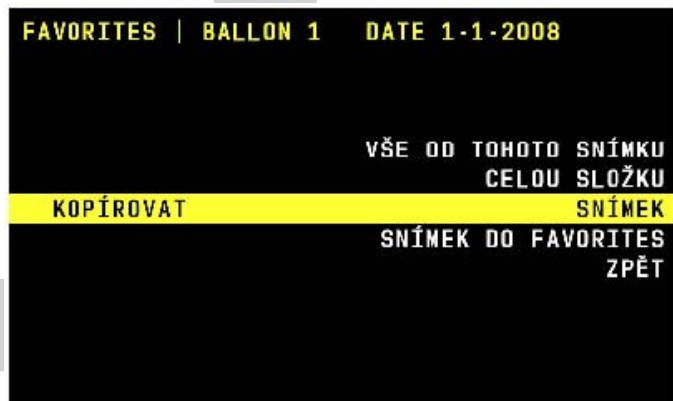 FAVORITES | BALLON 1 DATE 1-1-2008
VŠE OD TOHOTO SNÍMKU
CELOU SLOŽKU
KOPÍROVAT SNÍMEK
SNÍMEK DO FAVORITES
ZPĚT